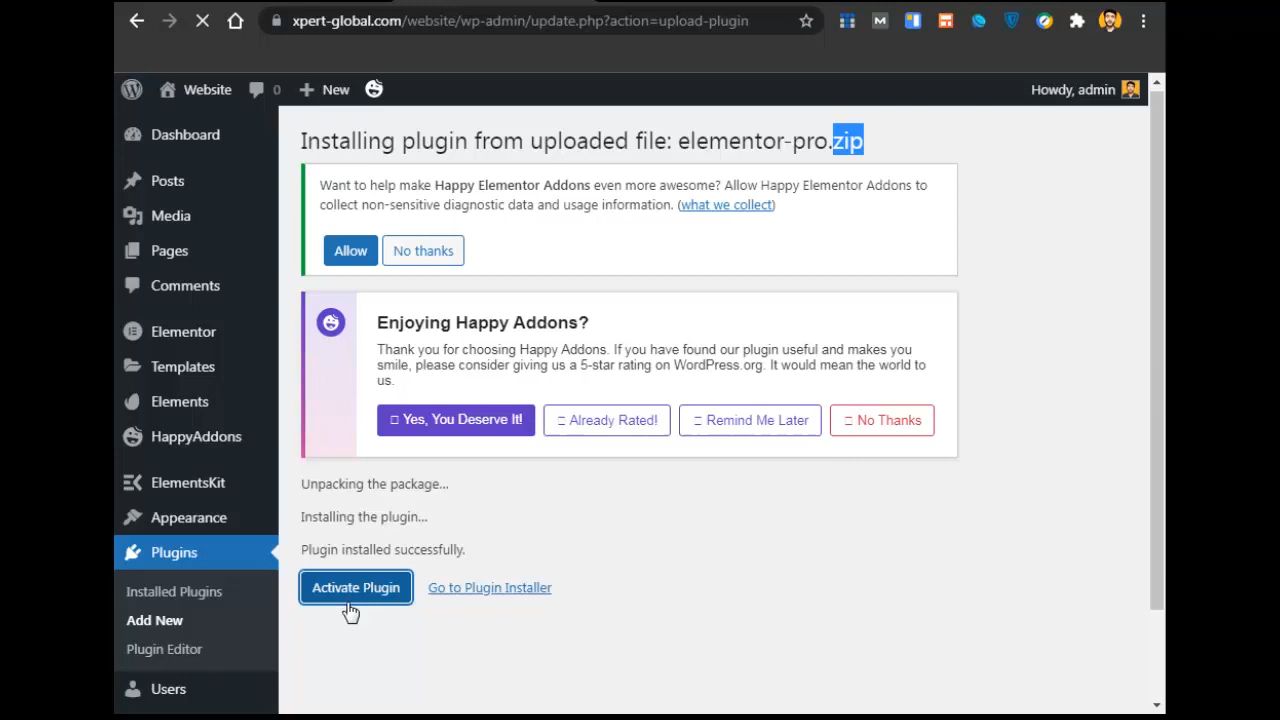 xpert-global.com/website/wp-admin/update.php?action=upload-plugin
Website 0 New Howdy, admin
Dashboard
Posts
Media
Pages
Comments
Elementor
Templates
Elements
HappyAddons
ElementsKit
Appearance
Plugins
Installed Plugins
Add New
Plugin Editor
Users
Installing plugin from uploaded file: elementor-pro.zip
Want to help make Happy Elementor Addons even more awesome? Allow Happy Elementor Addons to
collect non-sensitive diagnostic data and usage information. (what we collect)
Allow No thanks
Enjoying Happy Addons?
Thank you for choosing Happy Addons. If you have found our plugin useful and makes you
smile, please consider giving us a 5-star rating on WordPress.org. It would mean the world to
us.
Yes, You Deserve It! Already Rated! Remind Me Later No Thanks
Unpacking the package...
Installing the plugin...
Plugin installed successfully.
Activate Plugin Go to Plugin Installer